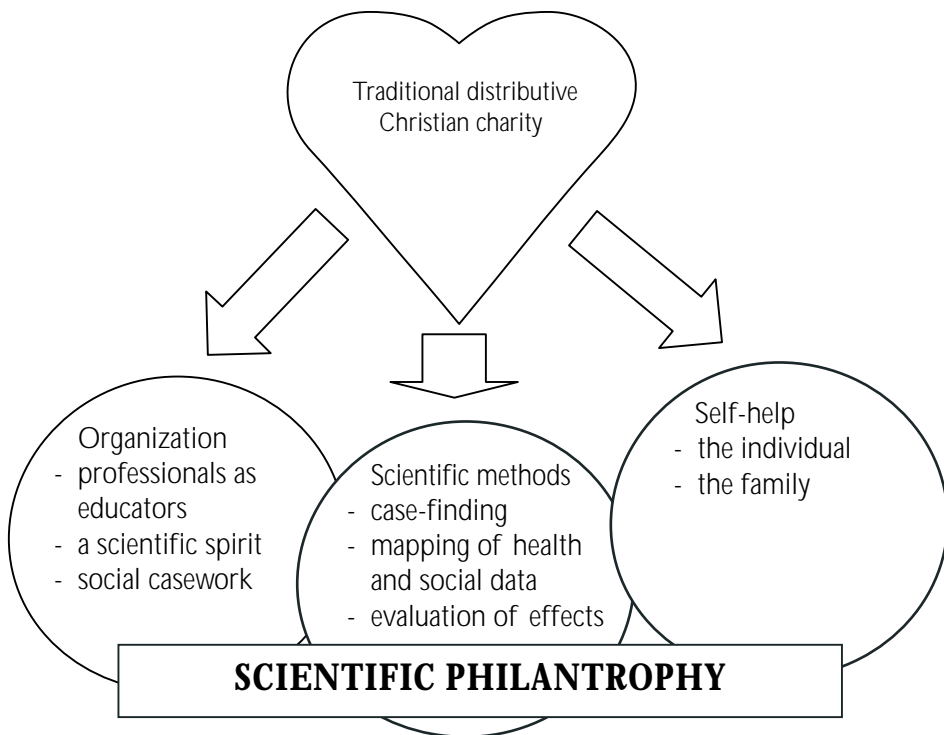 Traditional distributive
Christian charity
Organization
- professionals as
educators
- a scientific spirit
- social casework
Scientific methods
- case-finding
- mapping of health
and social data
- evaluation of effects
Self-help
- the individual
- the family
SCIENTIFIC PHILANTROPHY